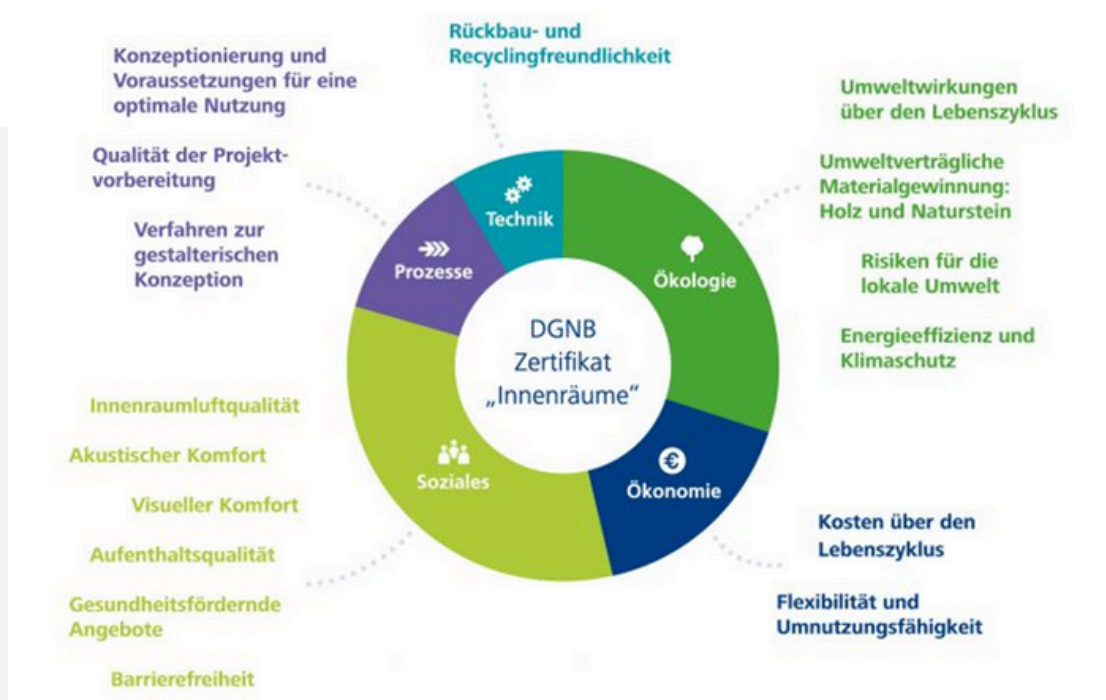 Rückbau- und
Recyclingfreundlichkeit
Konzeptionierung und
Voraussetzungen für eine
optimale Nutzung
Qualität der Projekt-
vorbereitung
Verfahren zur
gestalterischen
Konzeption
Umweltwirkungen
über den Lebenszyklus
Umweltverträgliche
Materialgewinnung:
Holz und Naturstein
Risiken für die
lokale Umwelt
Energieeffizienz und
Klimaschutz
Technik
Prozesse
Ökologie
DGNB
Zertifikat
„Innenräume“
Soziales
Ökonomie
Innenraumluftqualität
Akustischer Komfort
Visueller Komfort
Aufenthaltsqualität
Gesundheitsfördernde
Angebote
Barrierefreiheit
Kosten über den
Lebenszyklus
Flexibilität und
Umnutzungsfähigkeit